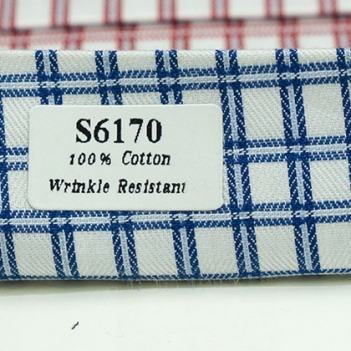 S6170
100% Cotton
Wrinkle Resistant